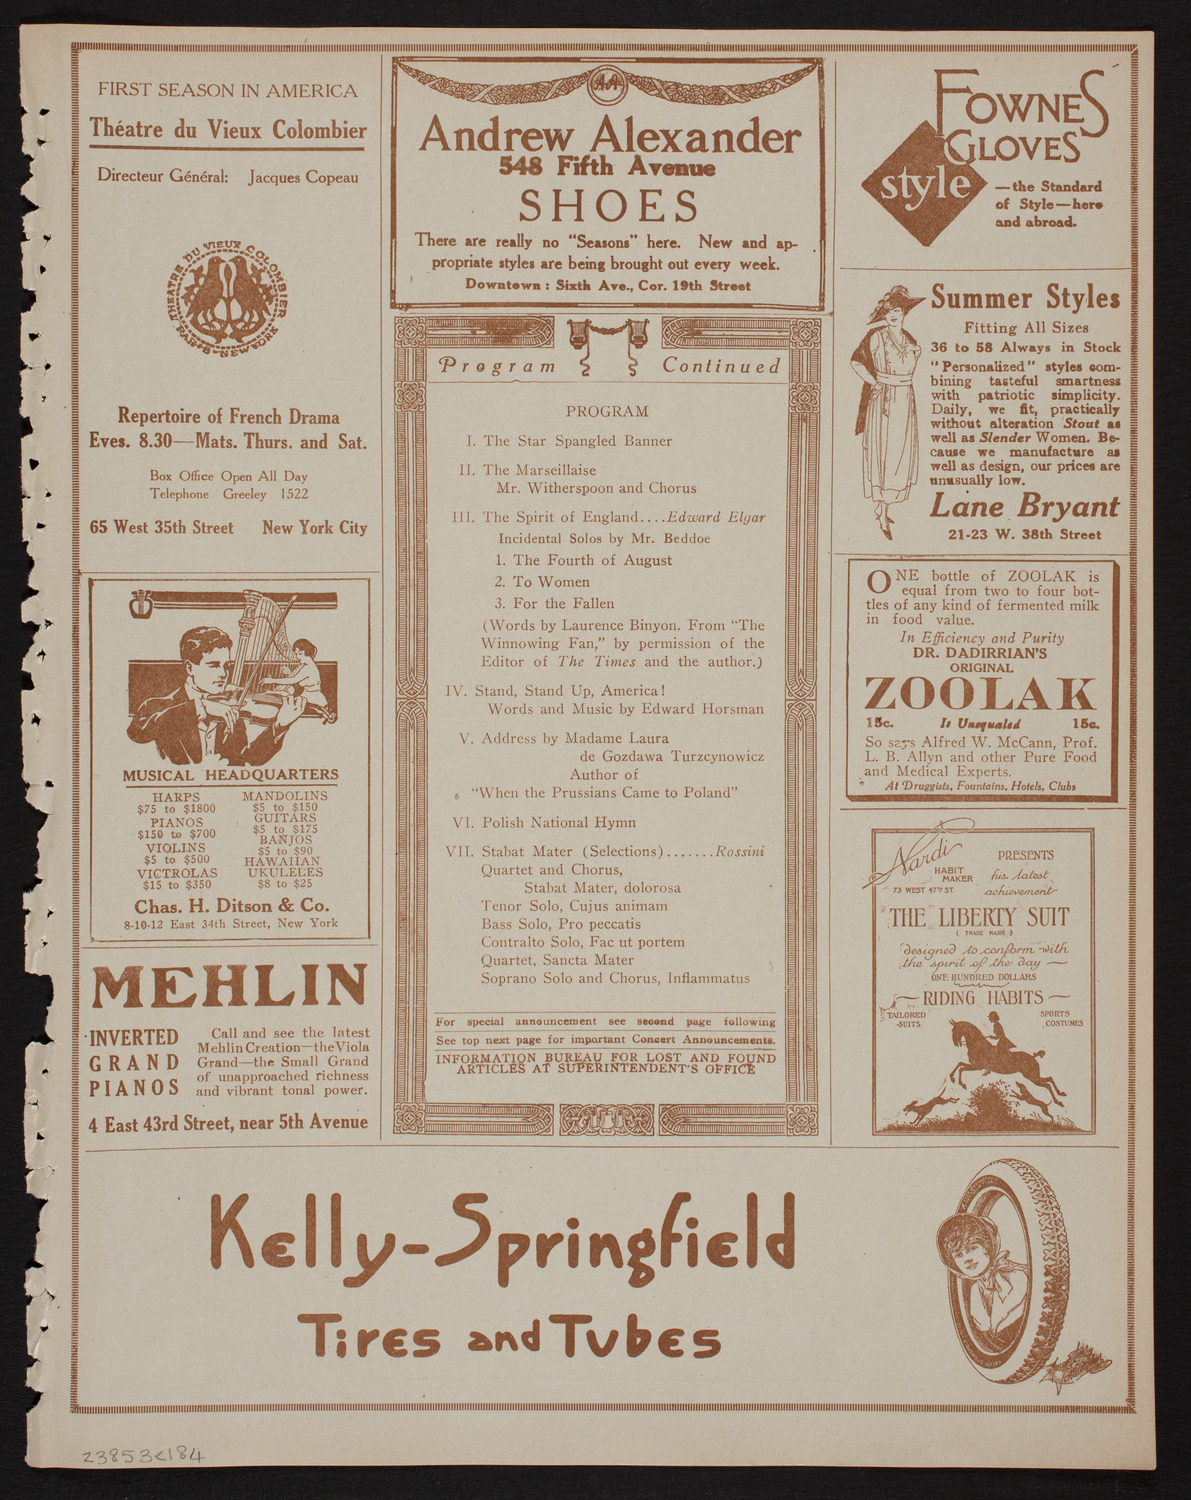 FIRST SEASON IN AMERICA
Théatre du Vieux Colombier
Directeur Général: Jacques Copeau
THEATRE DU VIEUX COLOMBIER
PARIS-NEW YORK
Repertoire of French Drama
Eves. 8.30—Mats. Thurs. and Sat.
Box Office Open All Day
Telephone Greeley 1522
65 West 35th Street New York City
MUSICAL HEADQUARTERS
HARPS
$75 to $1800
PIANOS
$150 to $700
VIOLINS
$5 to $500
VICTROLAS
$15 to $350
MANDOLINS
$5 to $150
GUITARS
$5 to $175
BANJOS
$5 to $90
HAWAIIAN
UKULELES
$8 to $25
Chas. H. Ditson & Co.
8-10-12 East 34th Street, New York
MEHLIN
INVERTED
GRAND
PIANOS
Call and see the latest
Mehlin Creation—the Viola
Grand—the Small Grand
of unapproached richness
and vibrant tonal power.
4 East 43rd Street, near 5th Avenue
AA
Andrew Alexander
548 Fifth Avenue
SHOES
There are really no "Seasons" here. New and ap-
propriate styles are being brought out every week.
Downtown: Sixth Ave., Cor. 19th Street
Program Continued
PROGRAM
I. The Star Spangled Banner
II. The Marseillaise
Mr. Witherspoon and Chorus
III. The Spirit of England....Edward Elgar
Incidental Solos by Mr. Beddoe
1. The Fourth of August
2. To Women
3. For the Fallen
(Words by Laurence Binyon. From "The
Winnowing Fan," by permission of the
Editor of The Times and the author.)
IV. Stand, Stand Up, America!
Words and Music by Edward Horsman
V. Address by Madame Laura
de Gozdawa Turzcynowicz
Author of
"When the Prussians Came to Poland"
VI. Polish National Hymn
VII. Stabat Mater (Selections).......Rossini
Quartet and Chorus,
Stabat Mater, dolorosa
Tenor Solo, Cujus animam
Bass Solo, Pro peccatis
Contralto Solo, Fac ut portem
Quartet, Sancta Mater
Soprano Solo and Chorus, Inflammatus
For special announcement see second page following
See top next page for important Concert Announcements.
INFORMATION BUREAU FOR LOST AND FOUND
ARTICLES AT SUPERINTENDENT'S OFFICE
FOWNES
GLOVES
style
—the Standard
of Style—here
and abroad.
Summer Styles
Fitting All Sizes
36 to 58 Always in Stock
"Personalized" styles com-
bining tasteful smartness
with patriotic simplicity.
Daily, we fit, practically
without alteration Stout as
well as Slender Women. Be-
cause we manufacture as
well as design, our prices are
unusually low.
Lane Bryant
21-23 W. 38th Street
ONE bottle of ZOOLAK is
equal from two to four bot-
tles of any kind of fermented milk
in food value.
In Efficiency and Purity
DR. DADIRRIAN'S
ORIGINAL
ZOOLAK
15c. Is Unequaled 15c.
So says Alfred W. McCann, Prof.
L. B. Allyn and other Pure Food
and Medical Experts.
At Druggists, Fountains, Hotels, Clubs
Nardi
HABIT
MAKER
73 WEST 47TH ST.
PRESENTS
his latest
achievement
"THE LIBERTY SUIT
( TRADE MARK )
designed to conform with
the spirit of the day —
ONE HUNDRED DOLLARS
— RIDING HABITS —
TAILORED
SUITS
SPORTS
COSTUMES
Kelly-Springfield
Tires and Tubes
23853<184